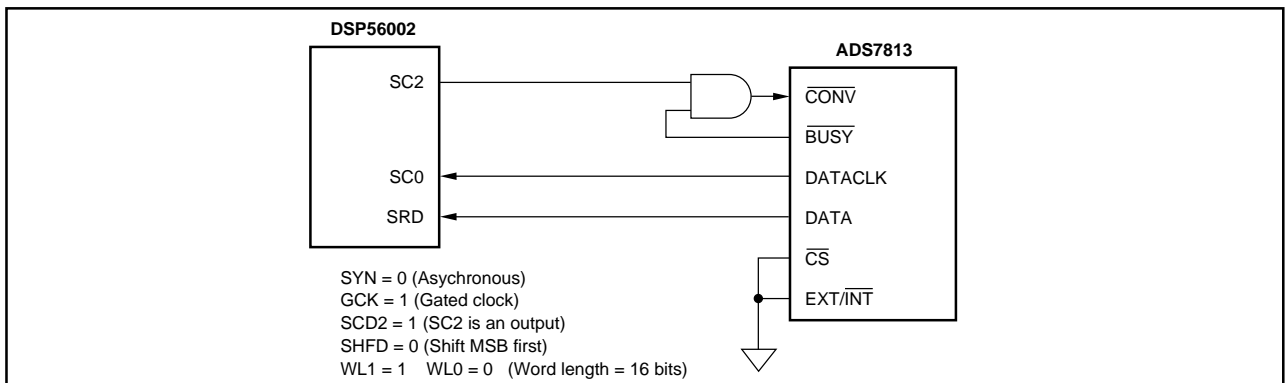 DSP56002
ADS7813
SC2
CONV
BUSY
SC0
DATACLK
SRD
DATA
CS
EXT/INT
SYN = 0 (Asychronous)
GCK = 1 (Gated clock)
SCD2 = 1 (SC2 is an output)
SHFD = 0 (Shift MSB first)
WL1 = 1 WL0 = 0 (Word length = 16 bits)